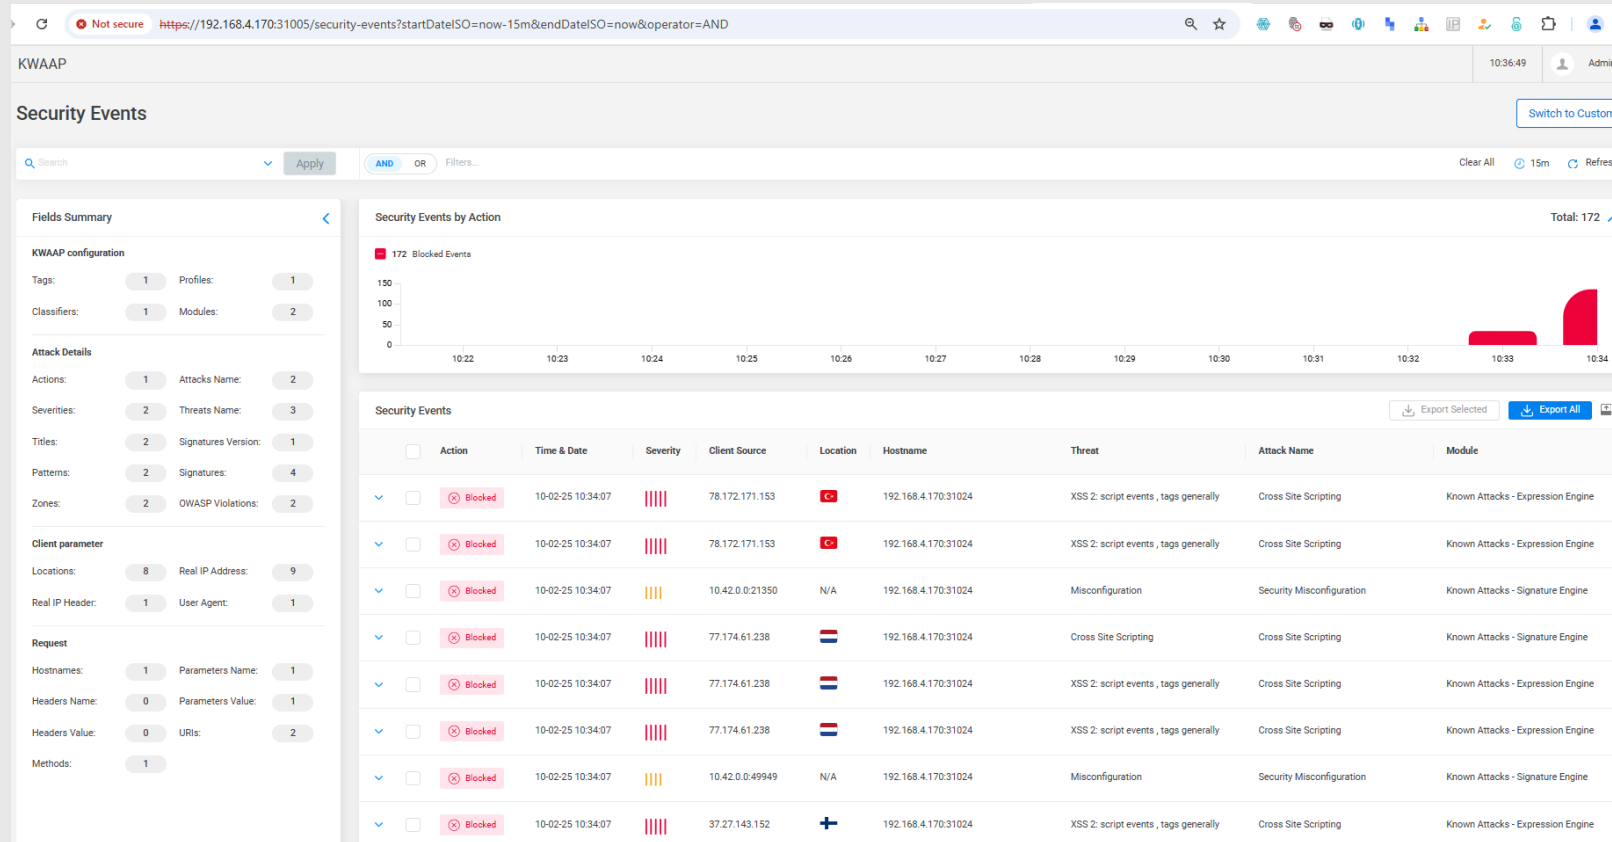 Not secure https://192.168.4.170:31005/security-events?startDateISO=now-15m&endDateISO=now&operator=AND
KWAAP 10:36:49
Security Events Switch to
Search Apply AND OR Filters... Clear All 15m
Fields Summary
KWAAP configuration
Tags: 1 Profiles: 1
Classifiers: 1 Modules: 2
Attack Details
Actions: 1 Attacks Name: 2
Severities: 2 Threats Name: 3
Titles: 2 Signatures Version: 1
Patterns: 2 Signatures: 4
Zones: 2 OWASP Violations: 2
Client parameter
Locations: 8 Real IP Address: 9
Real IP Header: 1 User Agent: 1
Request
Hostnames: 1 Parameters Name: 1
Headers Name: 0 Parameters Value: 1
Headers Value: 0 URIs: 2
Methods: 1
Security Events by Action Total: 172
172 Blocked Events
150
100
50
0
10:22 10:23 10:24 10:25 10:26 10:27 10:28 10:29 10:30 10:31 10:32 10:33 10:34
Security Events Export Selected Export All
Action Time & Date Severity Client Source Location Hostname Threat Attack Name Module
Blocked 10-02-25 10:34:07 78.172.171.153 192.168.4.170:31024 XSS 2: script events , tags generally Cross Site Scripting Known Attacks - Expression Engine
Blocked 10-02-25 10:34:07 78.172.171.153 192.168.4.170:31024 XSS 2: script events , tags generally Cross Site Scripting Known Attacks - Expression Engine
Blocked 10-02-25 10:34:07 10.42.0.0:21350 N/A 192.168.4.170:31024 Misconfiguration Security Misconfiguration Known Attacks - Signature Engine
Blocked 10-02-25 10:34:07 77.174.61.238 192.168.4.170:31024 Cross Site Scripting Cross Site Scripting Known Attacks - Signature Engine
Blocked 10-02-25 10:34:07 77.174.61.238 192.168.4.170:31024 XSS 2: script events , tags generally Cross Site Scripting Known Attacks - Expression Engine
Blocked 10-02-25 10:34:07 77.174.61.238 192.168.4.170:31024 XSS 2: script events , tags generally Cross Site Scripting Known Attacks - Expression Engine
Blocked 10-02-25 10:34:07 10.42.0.0:49949 N/A 192.168.4.170:31024 Misconfiguration Security Misconfiguration Known Attacks - Signature Engine
Blocked 10-02-25 10:34:07 37.27.143.152 192.168.4.170:31024 XSS 2: script events , tags generally Cross Site Scripting Known Attacks - Expression Engine